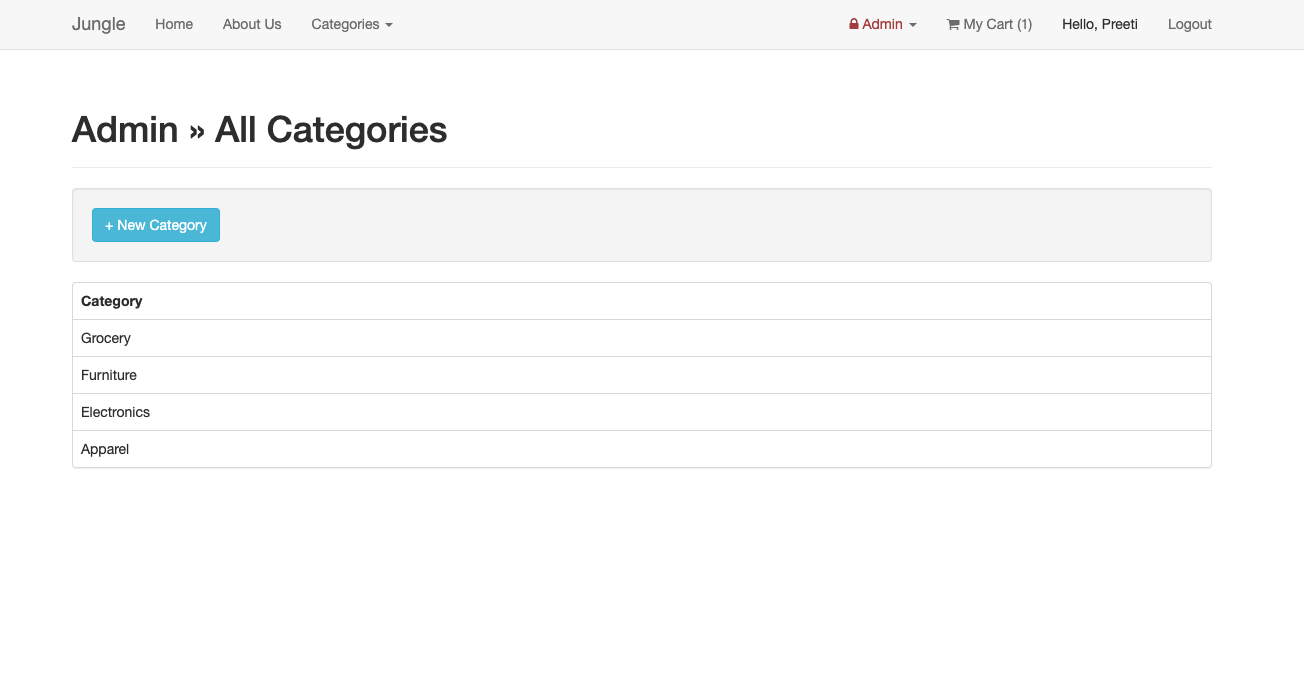 Jungle Home About Us Categories Admin My Cart (1) Hello, Preeti Logout
Admin » All Categories
+ New Category
Category
Grocery
Furniture
Electronics
Apparel